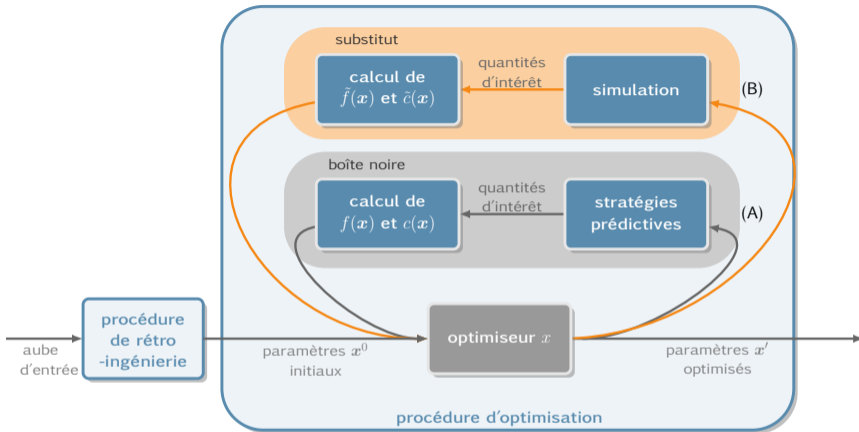 substitut
calcul de
f̃(x) et c̃(x)
quantités
d'intérêt
simulation
(B)
boîte noire
calcul de
f(x) et c(x)
quantités
d'intérêt
stratégies
prédictives
(A)
procédure
de rétro
-ingénierie
aube
d'entrée
paramètres x⁰
initiaux
optimiseur x
paramètres x′
optimisés
procédure d'optimisation